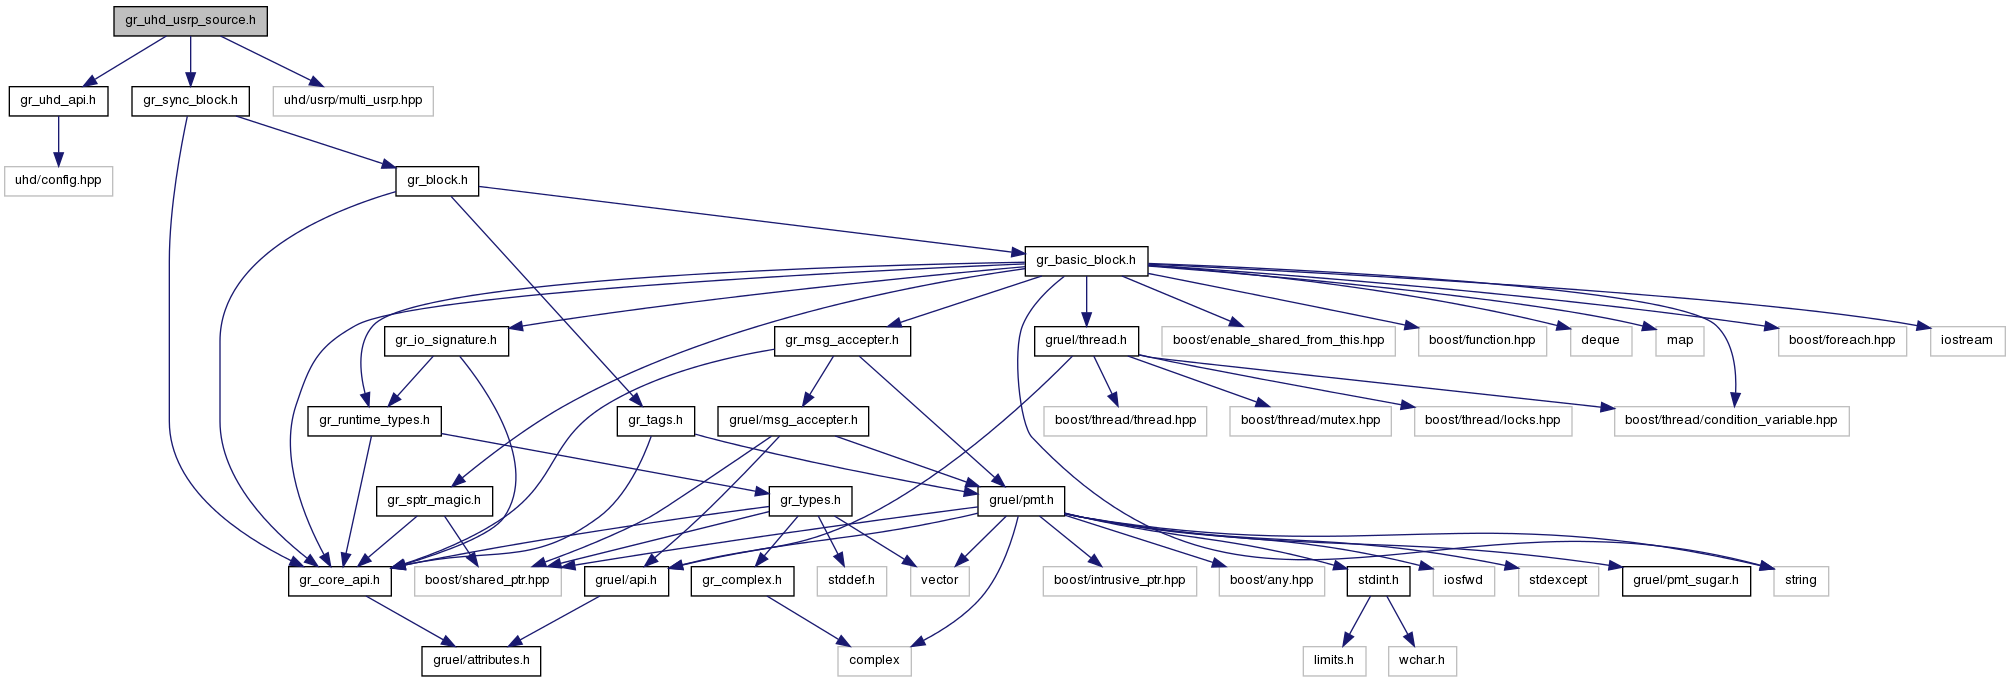 gr_uhd_usrp_source.h
gr_uhd_api.h
gr_sync_block.h
uhd/usrp/multi_usrp.hpp
uhd/config.hpp
gr_block.h
gr_basic_block.h
gr_io_signature.h
gr_msg_accepter.h
gruel/thread.h
boost/enable_shared_from_this.hpp
boost/function.hpp
deque
map
boost/foreach.hpp
iostream
gr_runtime_types.h
gr_tags.h
gruel/msg_accepter.h
boost/thread/thread.hpp
boost/thread/mutex.hpp
boost/thread/locks.hpp
boost/thread/condition_variable.hpp
gr_sptr_magic.h
gr_types.h
gruel/pmt.h
gr_core_api.h
boost/shared_ptr.hpp
gruel/api.h
gr_complex.h
stddef.h
vector
boost/intrusive_ptr.hpp
boost/any.hpp
stdint.h
iosfwd
stdexcept
gruel/pmt_sugar.h
string
gruel/attributes.h
complex
limits.h
wchar.h